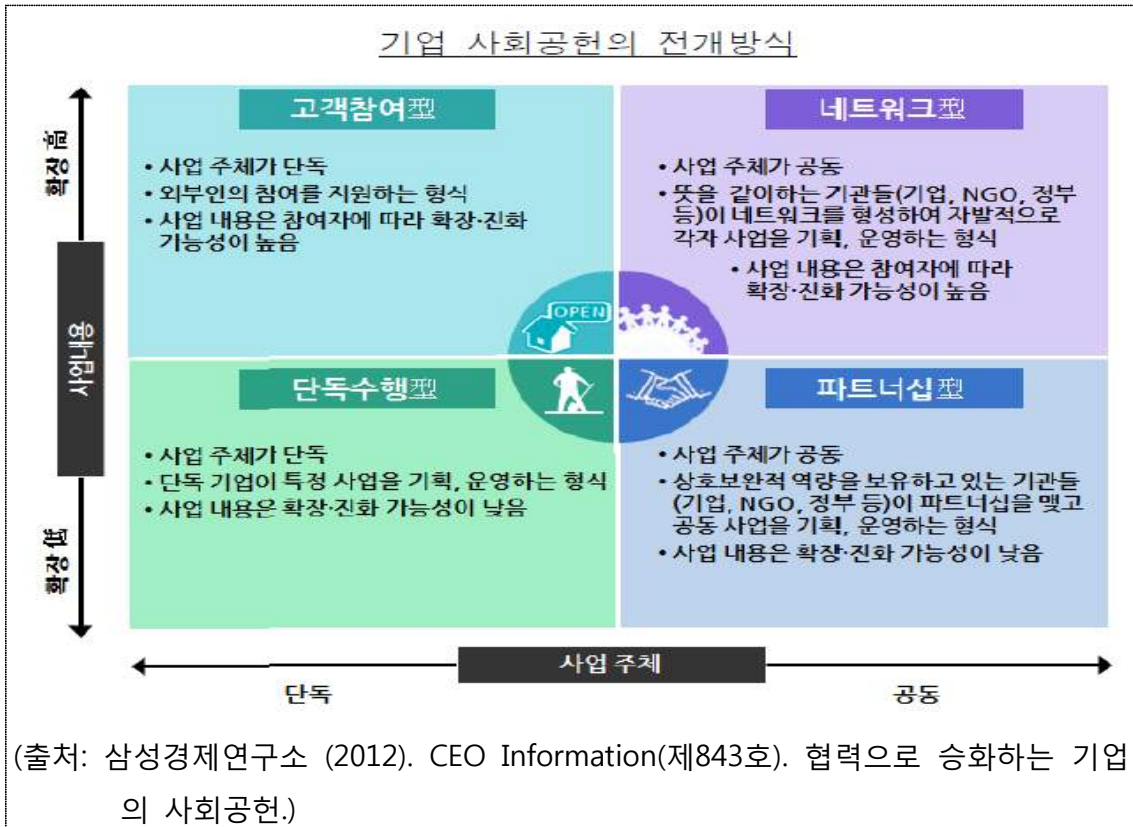 기업 사회공헌의 전개방식
확장 高
사업내용
확장 低
고객참여型
• 사업 주체가 단독
• 외부인의 참여를 지원하는 형식
• 사업 내용은 참여자에 따라 확장·진화
가능성이 높음
OPEN
네트워크型
• 사업 주체가 공동
• 뜻을 같이하는 기관들(기업, NGO, 정부
등)이 네트워크를 형성하여 자발적으로
각자 사업을 기획, 운영하는 형식
• 사업 내용은 참여자에 따라
확장·진화 가능성이 높음
단독수행型
• 사업 주체가 단독
• 단독 기업이 특정 사업을 기획, 운영하는 형식
• 사업 내용은 확장·진화 가능성이 낮음
파트너십型
• 사업 주체가 공동
• 상호보완적 역량을 보유하고 있는 기관들
(기업, NGO, 정부 등)이 파트너십을 맺고
공동 사업을 기획, 운영하는 형식
• 사업 내용은 확장·진화 가능성이 낮음
사업 주체
단독
공동
(출처: 삼성경제연구소 (2012). CEO Information(제843호). 협력으로 승화하는 기업
의 사회공헌.)